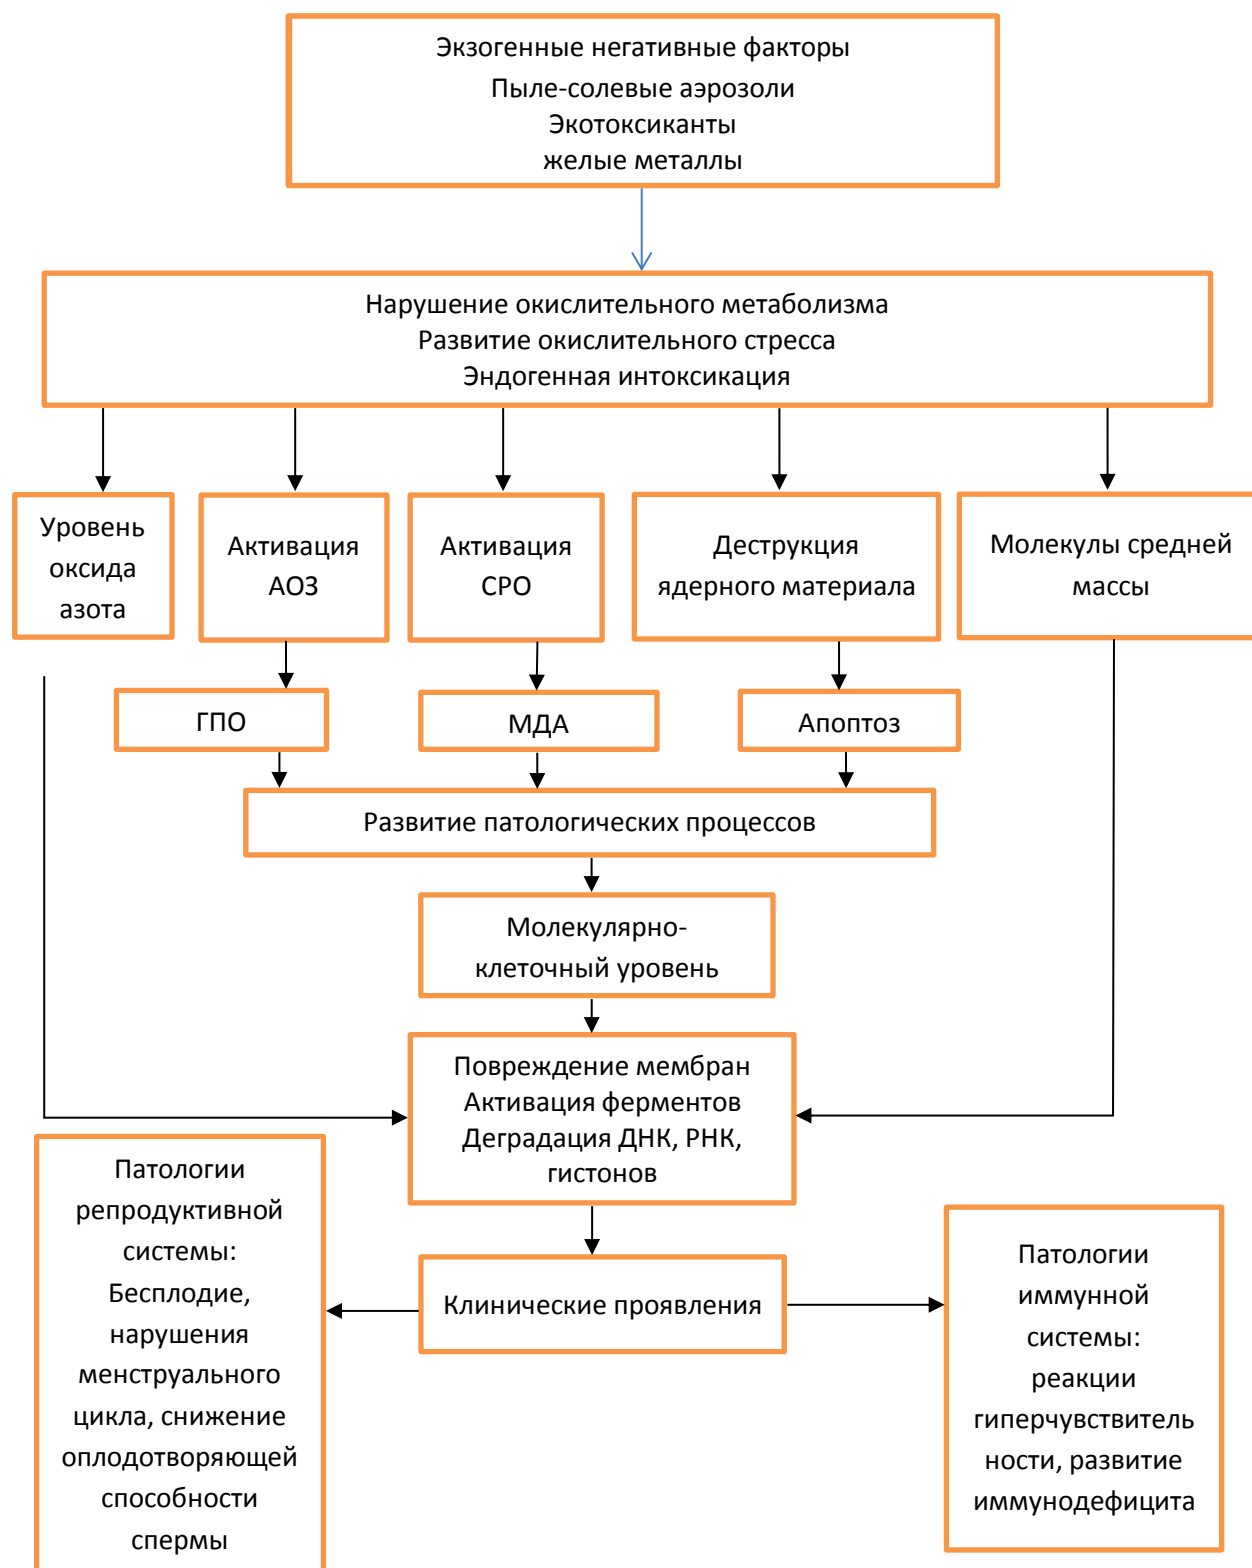 Экзогенные негативные факторы
Пыле-солевые аэрозоли
Экотоксиканты
желые металлы
Нарушение окислительного метаболизма
Развитие окислительного стресса
Эндогенная интоксикация
Уровень
оксида
азота
Активация
АОЗ
Активация
СРО
Деструкция
ядерного материала
Молекулы средней
массы
ГПО
МДА
Апоптоз
Развитие патологических процессов
Молекулярно-
клеточный уровень
Повреждение мембран
Активация ферментов
Деградация ДНК, РНК,
гистонов
Патологии
репродуктивной
системы:
Бесплодие,
нарушения
менструального
цикла, снижение
оплодотворяющей
способности
спермы
Клинические проявления
Патологии
иммунной
системы:
реакции
гиперчувствитель
ности, развитие
иммунодефицита